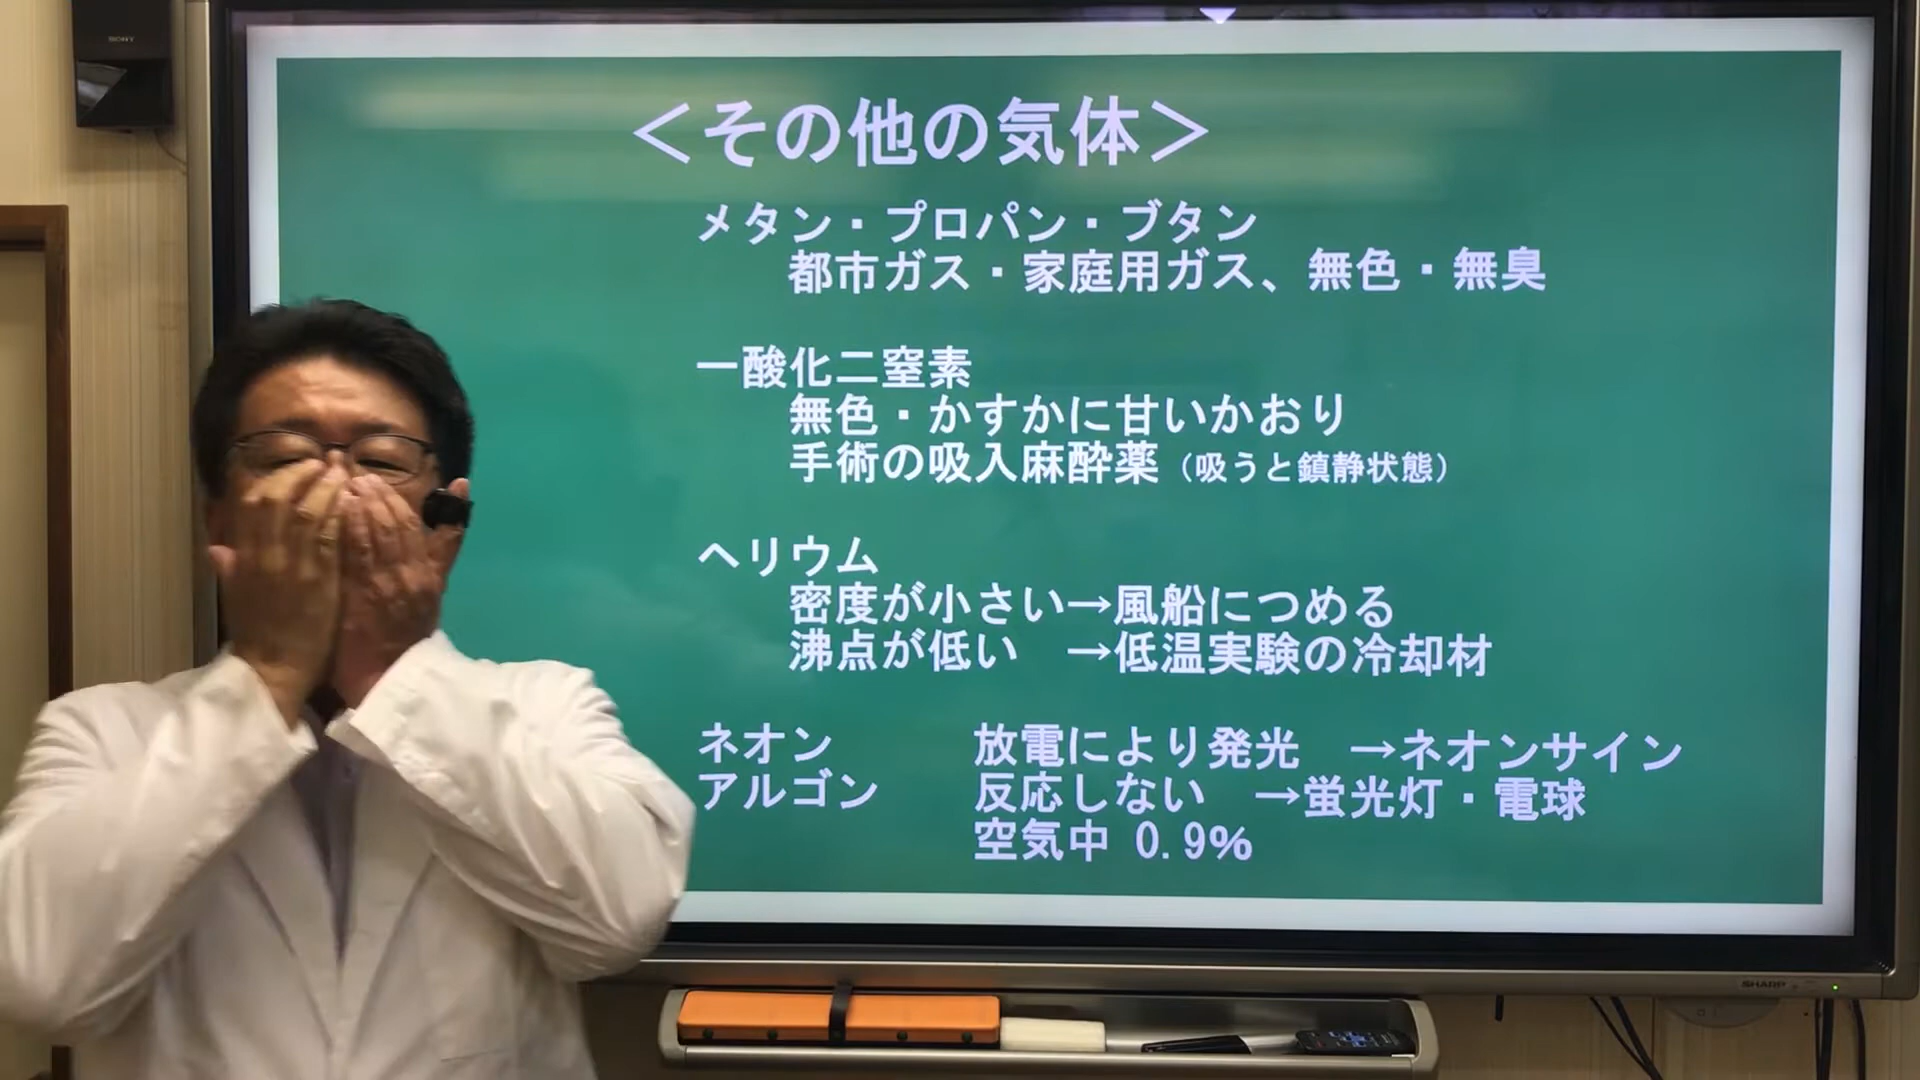 SONY
＜その他の気体＞
メタン・プロパン・ブタン
都市ガス・家庭用ガス、無色・無臭
一酸化二窒素
無色・かすかに甘いかおり
手術の吸入麻酔薬（吸うと鎮静状態）
ヘリウム
密度が小さい→風船につめる
沸点が低い　→低温実験の冷却材
ネオン　放電により発光　→ネオンサイン
アルゴン　反応しない　→蛍光灯・電球
空気中 0.9%
SHARP